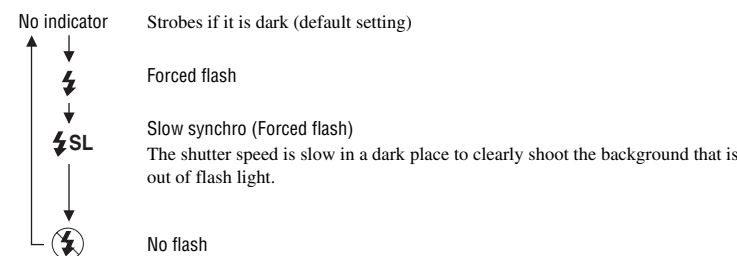 No indicator Strobes if it is dark (default setting)
Forced flash
SL Slow synchro (Forced flash)
The shutter speed is slow in a dark place to clearly shoot the background that is
out of flash light.
No flash